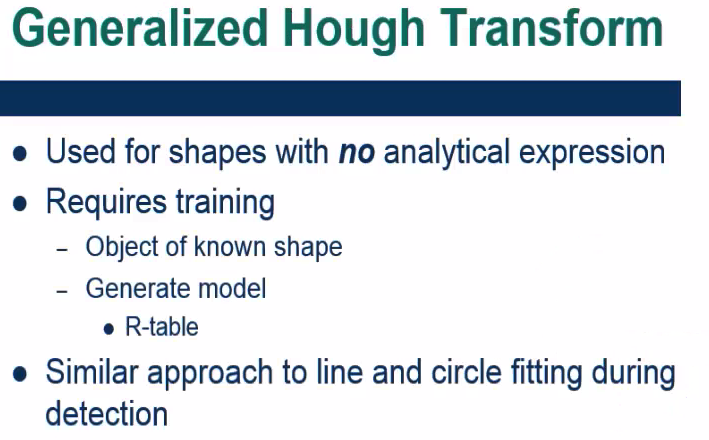 Generalized Hough Transform
● Used for shapes with no analytical expression
● Requires training
– Object of known shape
– Generate model
● R-table
● Similar approach to line and circle fitting during
detection